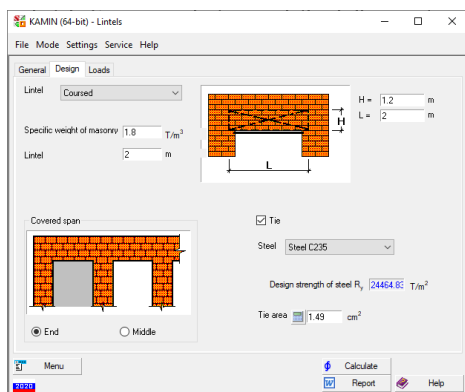 KAMIN (64-bit) - Lintels
File Mode Settings Service Help
General Design Loads
Lintel Coursed
H = 1.2 m
L = 2 m
Specific weight of masonry 1.8 T/m³
Lintel 2 m
H
L
Covered span
Tie
Steel Steel C235
Design strength of steel Ry 24464.83 T/m²
Tie area 1.49 cm²
End Middle
Menu Calculate
2020 Report Help